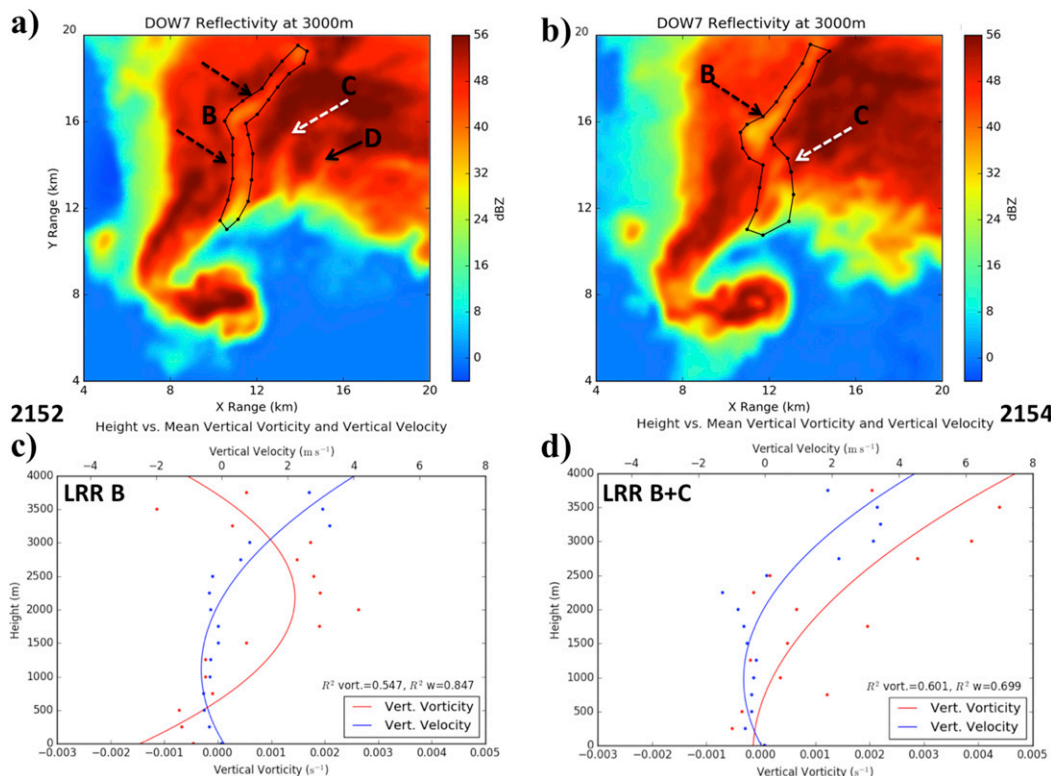 a)
DOW7 Reflectivity at 3000m
20
16
12
8
4
4 8 12 16 20
Y Range (km)
X Range (km)
B
C
D
56
48
40
32
24
16
8
0
dBZ
2152
b)
DOW7 Reflectivity at 3000m
20
16
12
8
4
4 8 12 16 20
X Range (km)
B
C
56
48
40
32
24
16
8
0
dBZ
2154
Height vs. Mean Vertical Vorticity and Vertical Velocity
c)
Vertical Velocity (m s⁻¹)
−4 −2 0 2 4 6 8
LRR B
4000
3500
3000
2500
2000
1500
1000
500
0
Height (m)
R² vort.=0.547, R² w=0.847
Vert. Vorticity
Vert. Velocity
−0.003 −0.002 −0.001 0.000 0.001 0.002 0.003 0.004 0.005
Vertical Vorticity (s⁻¹)
Height vs. Mean Vertical Vorticity and Vertical Velocity
d)
Vertical Velocity (m s⁻¹)
−4 −2 0 2 4 6 8
LRR B+C
4000
3500
3000
2500
2000
1500
1000
500
0
Height (m)
R² vort.=0.601, R² w=0.699
Vert. Vorticity
Vert. Velocity
−0.003 −0.002 −0.001 0.000 0.001 0.002 0.003 0.004 0.005
Vertical Vorticity (s⁻¹)